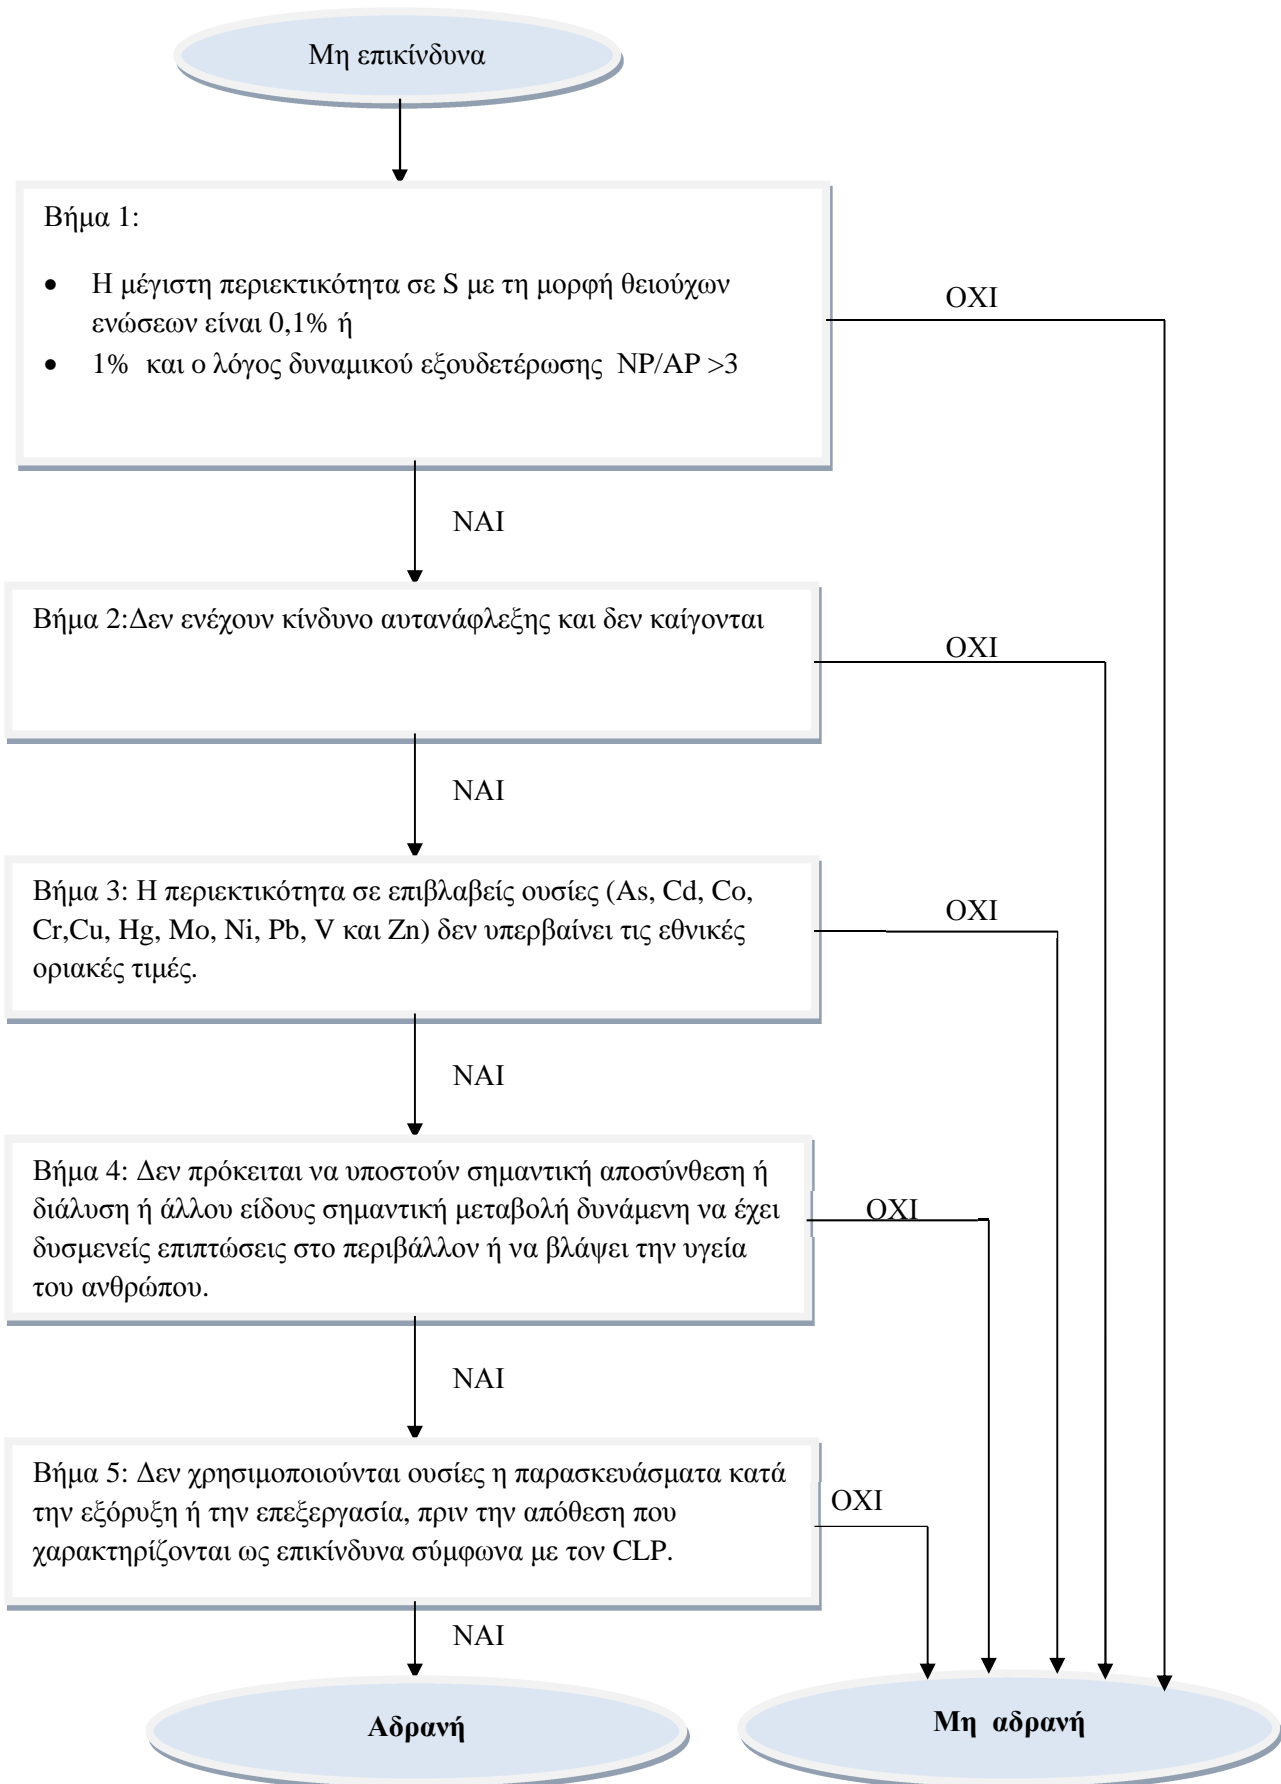 Μη επικίνδυνα
Βήμα 1:
• Η μέγιστη περιεκτικότητα σε S με τη μορφή θειούχων
ενώσεων είναι 0,1% ή
• 1% και ο λόγος δυναμικού εξουδετέρωσης NP/AP >3
ΟΧΙ
ΝΑΙ
Βήμα 2:Δεν ενέχουν κίνδυνο αυτανάφλεξης και δεν καίγονται
ΟΧΙ
ΝΑΙ
Βήμα 3: Η περιεκτικότητα σε επιβλαβείς ουσίες (As, Cd, Co,
Cr,Cu, Hg, Mo, Ni, Pb, V και Zn) δεν υπερβαίνει τις εθνικές
οριακές τιμές.
ΟΧΙ
ΝΑΙ
Βήμα 4: Δεν πρόκειται να υποστούν σημαντική αποσύνθεση ή
διάλυση ή άλλου είδους σημαντική μεταβολή δυνάμενη να έχει
δυσμενείς επιπτώσεις στο περιβάλλον ή να βλάψει την υγεία
του ανθρώπου.
ΟΧΙ
ΝΑΙ
Βήμα 5: Δεν χρησιμοποιούνται ουσίες η παρασκευάσματα κατά
την εξόρυξη ή την επεξεργασία, πριν την απόθεση που
χαρακτηρίζονται ως επικίνδυνα σύμφωνα με τον CLP.
ΟΧΙ
ΝΑΙ
Αδρανή
Μη αδρανή